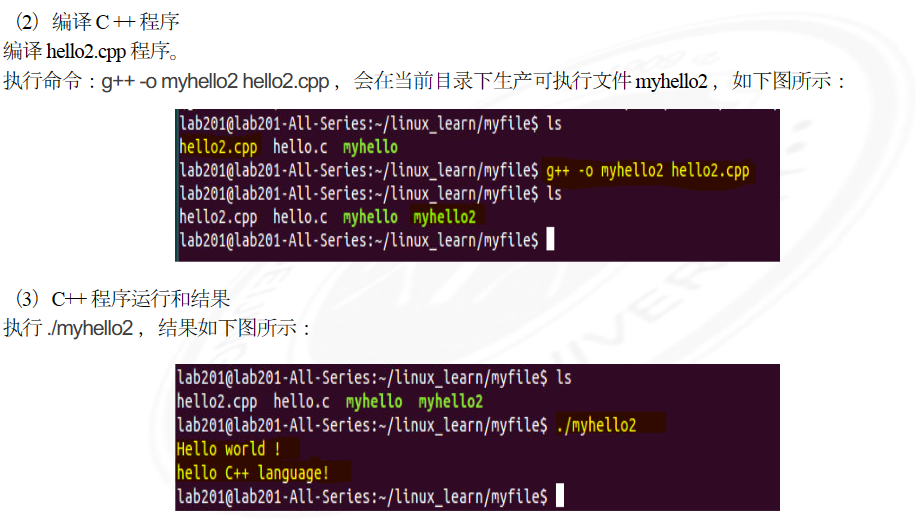 （2）编译 C ++ 程序
编译 hello2.cpp 程序。
执行命令：g++ -o myhello2 hello2.cpp ，会在当前目录下生产可执行文件 myhello2 ，如下图所示：
lab201@lab201-All-Series:~/linux_learn/myfile$ ls
hello2.cpp hello.c myhello
lab201@lab201-All-Series:~/linux_learn/myfile$ g++ -o myhello2 hello2.cpp
lab201@lab201-All-Series:~/linux_learn/myfile$ ls
hello2.cpp hello.c myhello myhello2
lab201@lab201-All-Series:~/linux_learn/myfile$
（3）C++ 程序运行和结果
执行 ./myhello2 ，结果如下图所示：
lab201@lab201-All-Series:~/linux_learn/myfile$ ls
hello2.cpp hello.c myhello myhello2
lab201@lab201-All-Series:~/linux_learn/myfile$ ./myhello2
Hello world !
hello C++ language!
lab201@lab201-All-Series:~/linux_learn/myfile$